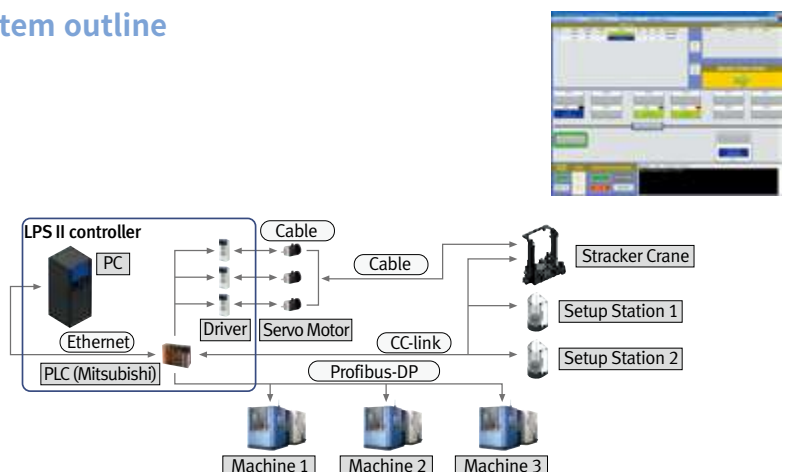 tem outline
LPS II controller
PC
Cable
Cable
Stracker Crane
Setup Station 1
Driver
Servo Motor
Ethernet
CC-link
Setup Station 2
PLC (Mitsubishi)
Profibus-DP
Machine 1
Machine 2
Machine 3